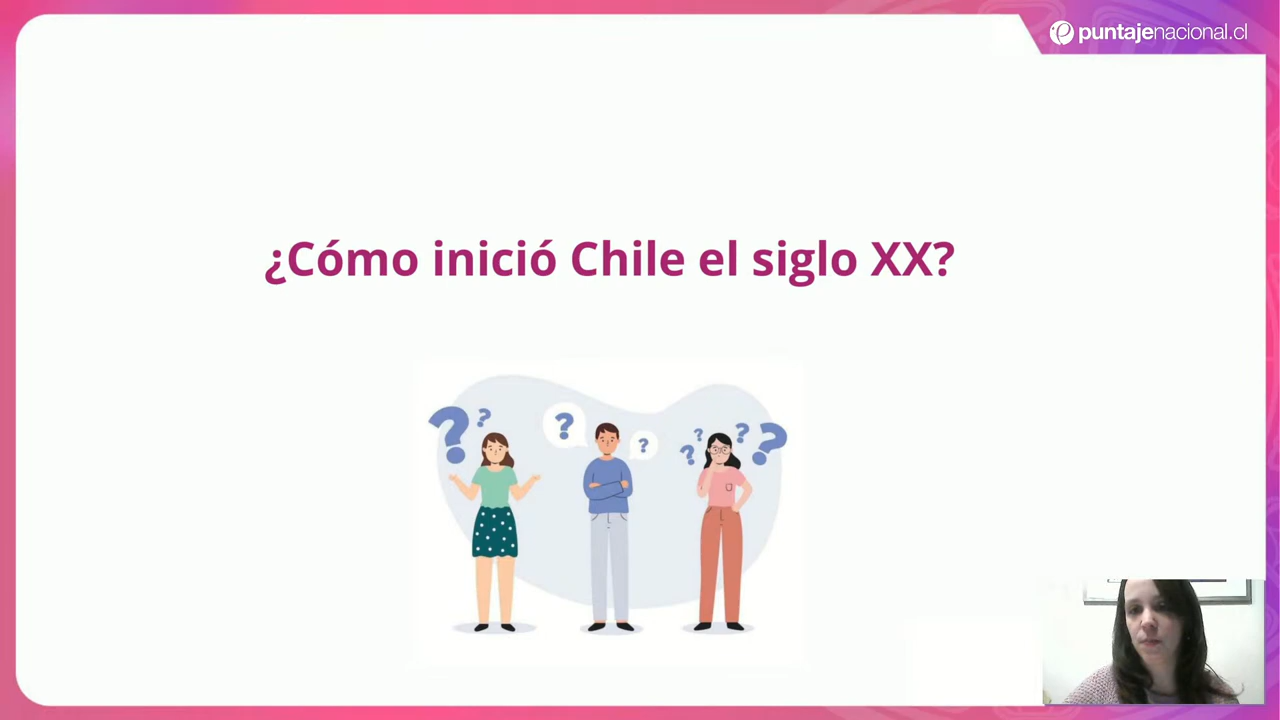 puntajenacional.cl
¿Cómo inició Chile el siglo XX?
? ? ? ? ? ? ? ?